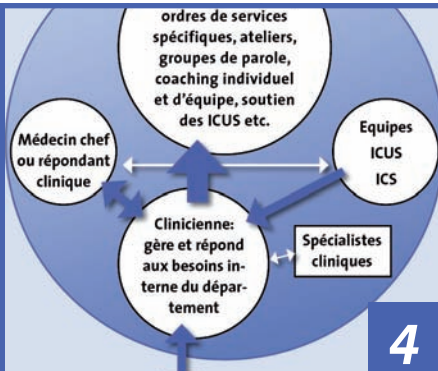 ordres de services
spécifiques, ateliers,
groupes de parole,
coaching individuel
et d'équipe, soutien
des ICUS etc.
Médecin chef
ou répondant
clinique
Equipes
ICUS
ICS
Clinicienne:
gère et répond
aux besoins in-
terne du dépar-
tement
Spécialistes
cliniques
4